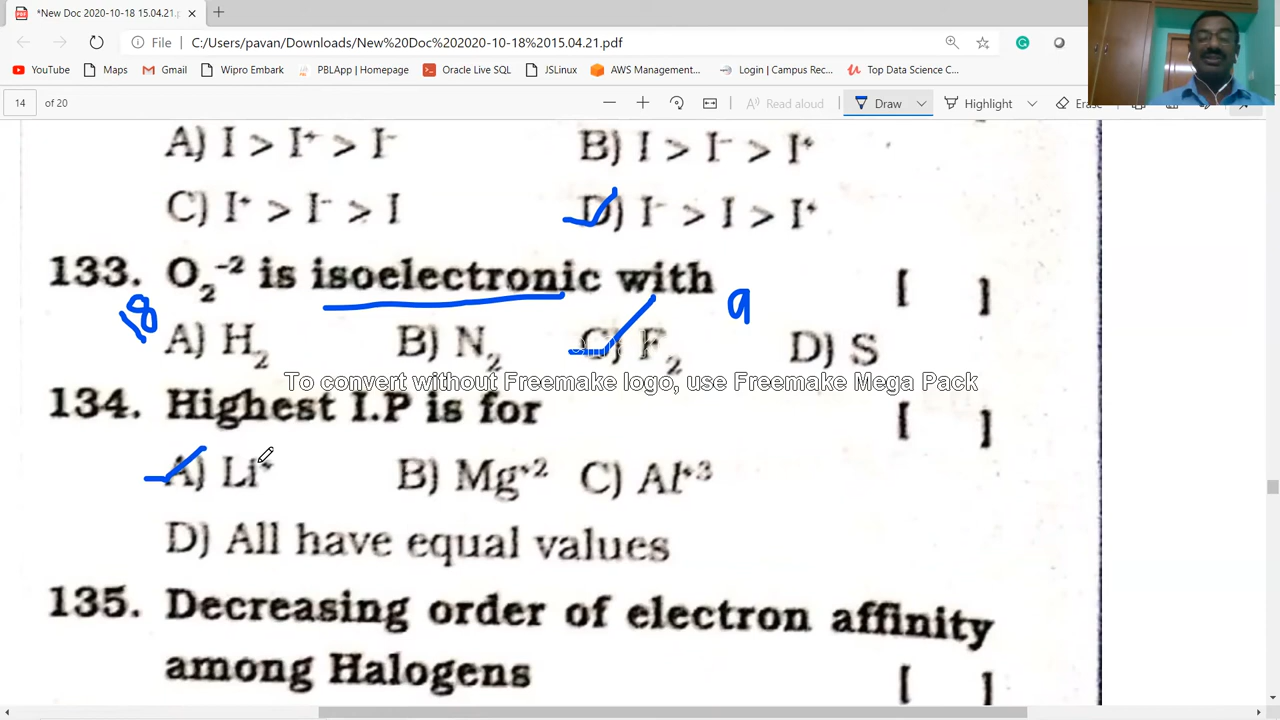 *New Doc 2020-10-18 15.04.21.p
File C:/Users/pavan/Downloads/New%20Doc%202020-10-18%2015.04.21.pdf
YouTube Maps Gmail Wipro Embark PBLApp | Homepage Oracle Live SQL JSLinux AWS Management... Login | Campus Rec... Top Data Science C...
14 of 20 Read aloud Draw Highlight Erase
A) I > I⁺ > I⁻ B) I > I⁻ > I⁺
C) I⁺ > I⁻ > I D) I⁻ > I > I⁺
133. O₂⁻² is isoelectronic with [ ]
18 9
A) H₂ B) N₂ C) F₂ D) S
To convert without Freemake logo, use Freemake Mega Pack
134. Highest I.P is for [ ]
A) Li⁺ B) Mg⁺² C) Al⁺³
D) All have equal values
135. Decreasing order of electron affinity
among Halogens [ ]